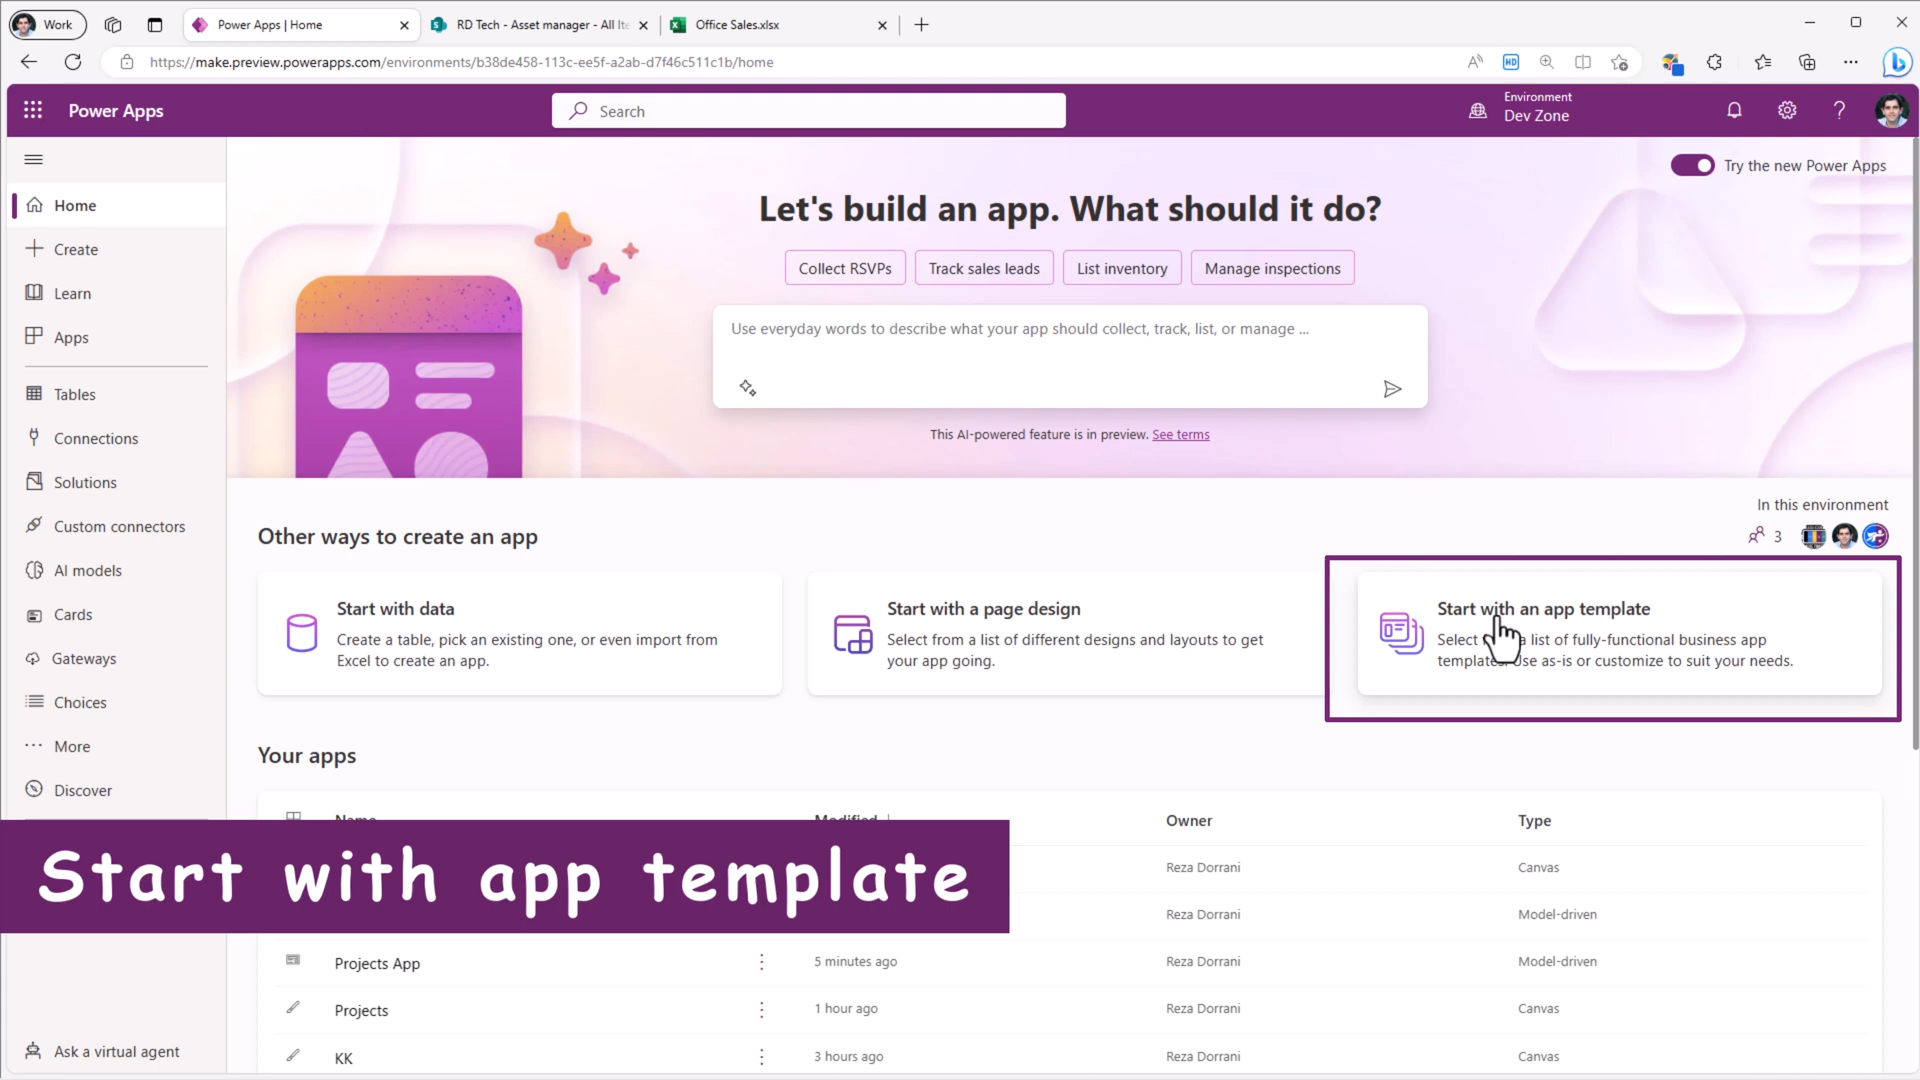 Work
Power Apps | Home
RD Tech - Asset manager - All Ite
Office Sales.xlsx
https://make.preview.powerapps.com/environments/b38de458-113c-ee5f-a2ab-d7f46c511c1b/home
HD
Power Apps
Search
Environment
Dev Zone
Try the new Power Apps
Home
Create
Learn
Apps
Tables
Connections
Solutions
Custom connectors
AI models
Cards
Gateways
Choices
More
Discover
Ask a virtual agent
Let's build an app. What should it do?
Collect RSVPs
Track sales leads
List inventory
Manage inspections
Use everyday words to describe what your app should collect, track, list, or manage ...
This AI-powered feature is in preview. See terms
In this environment
3
Other ways to create an app
Start with data
Create a table, pick an existing one, or even import from
Excel to create an app.
Start with a page design
Select from a list of different designs and layouts to get
your app going.
Start with an app template
Select a list of fully-functional business app
templates. Use as-is or customize to suit your needs.
Your apps
Name Modified Owner Type
Reza Dorrani Canvas
Reza Dorrani Model-driven
Projects App 5 minutes ago Reza Dorrani Model-driven
Projects 1 hour ago Reza Dorrani Canvas
KK 3 hours ago Reza Dorrani Canvas
Start with app template